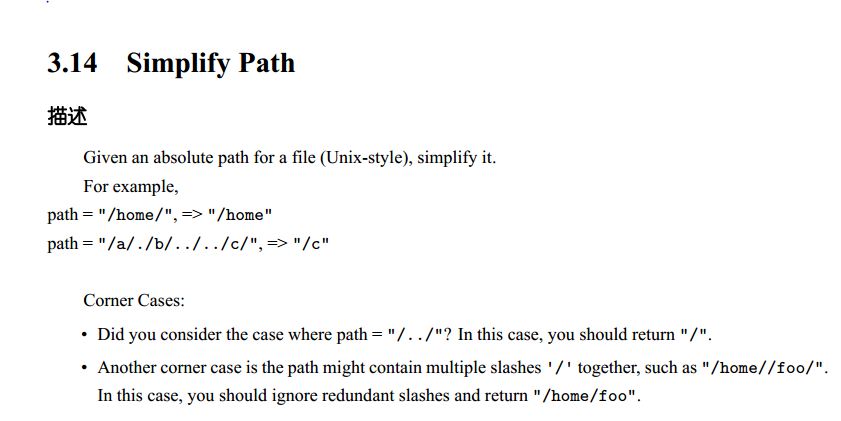 3.14 Simplify Path
描述
Given an absolute path for a file (Unix-style), simplify it.
For example,
path = "/home/", => "/home"
path = "/a/./b/../../c/", => "/c"
Corner Cases:
• Did you consider the case where path = "/../"? In this case, you should return "/".
• Another corner case is the path might contain multiple slashes '/' together, such as "/home//foo/".
In this case, you should ignore redundant slashes and return "/home/foo".